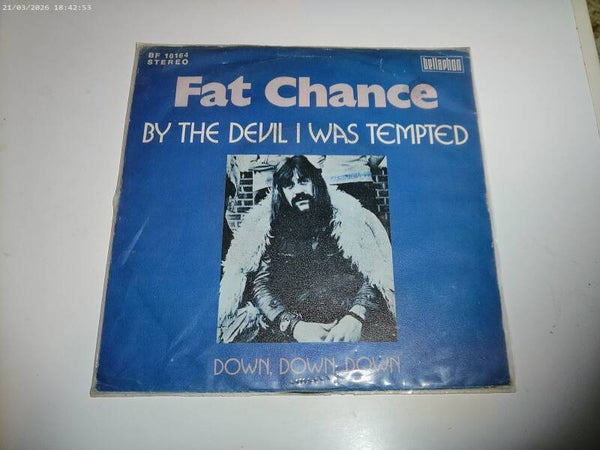 21/03/2026 18:42:53
BF 18164
STEREO
bellaphon
Fat Chance
BY THE DEVIL I WAS TEMPTED
DOWN, DOWN, DOWN